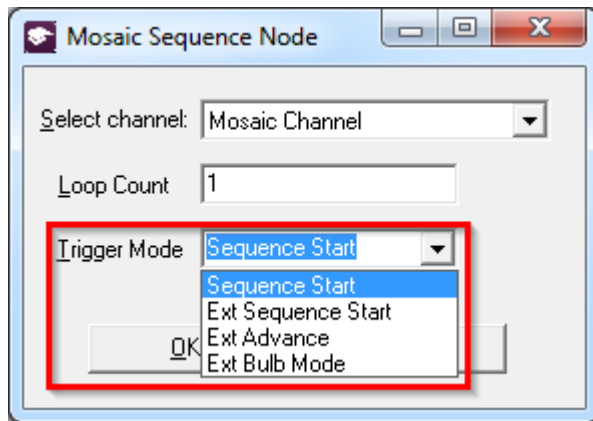 Mosaic Sequence Node
Select channel: Mosaic Channel
Loop Count 1
Trigger Mode Sequence Start
Sequence Start
Ext Sequence Start
Ext Advance
Ext Bulb Mode
OK